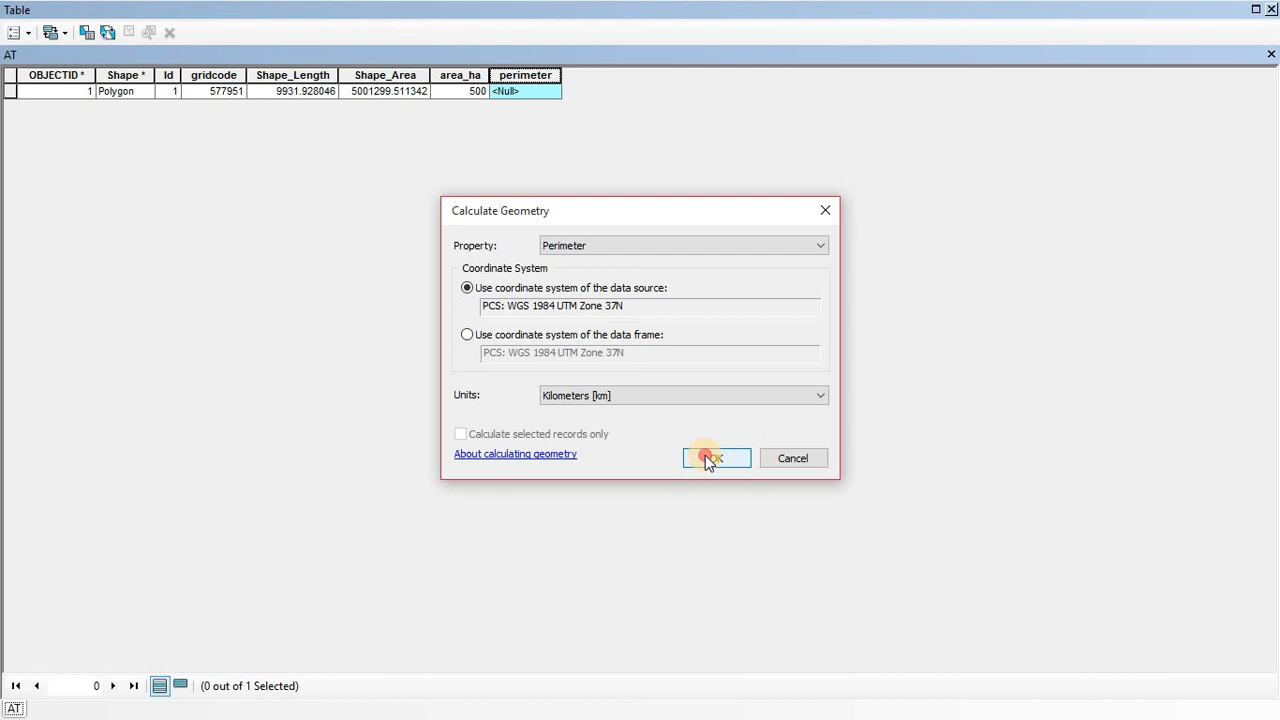 Table
AT
OBJECTID * Shape * Id gridcode Shape_Length Shape_Area area_ha perimeter
1 Polygon 1 577951 9931.928046 5001299.511342 500 <Null>
Calculate Geometry
Property: Perimeter
Coordinate System
Use coordinate system of the data source:
PCS: WGS 1984 UTM Zone 37N
Use coordinate system of the data frame:
PCS: WGS 1984 UTM Zone 37N
Units: Kilometers [km]
Calculate selected records only
About calculating geometry
OK Cancel
0 (0 out of 1 Selected)
AT